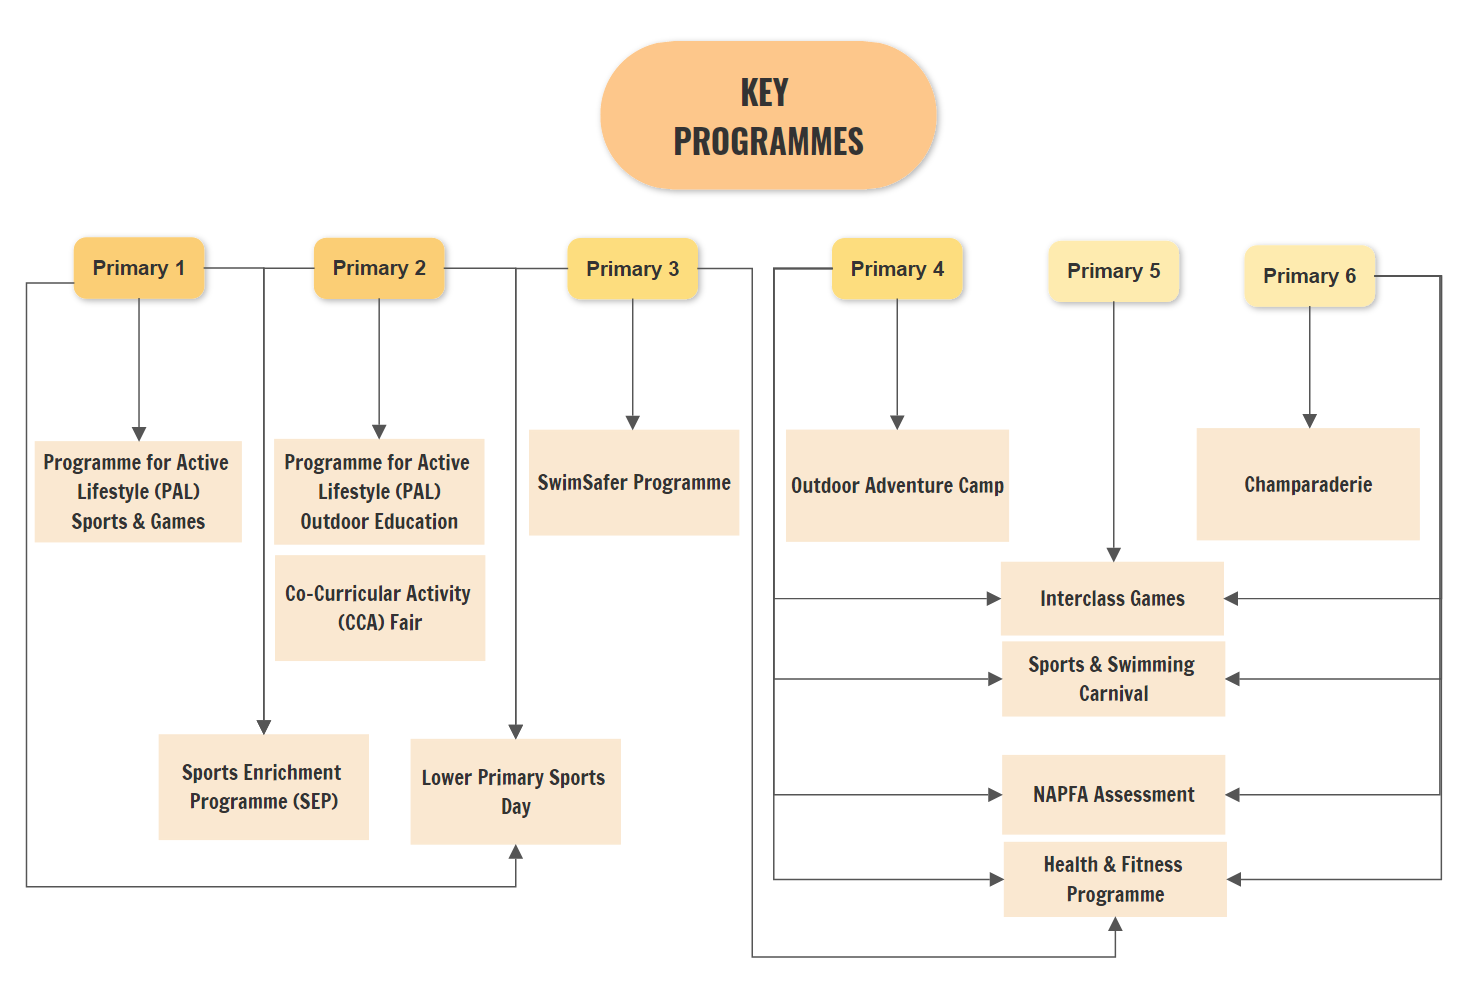 KEY
PROGRAMMES
Primary 1
Primary 2
Primary 3
Primary 4
Primary 5
Primary 6
Programme for Active
Lifestyle (PAL)
Sports & Games
Programme for Active
Lifestyle (PAL)
Outdoor Education
SwimSafer Programme
Outdoor Adventure Camp
Champaraderie
Co-Curricular Activity
(CCA) Fair
Interclass Games
Sports & Swimming
Carnival
Sports Enrichment
Programme (SEP)
Lower Primary Sports
Day
NAPFA Assessment
Health & Fitness
Programme